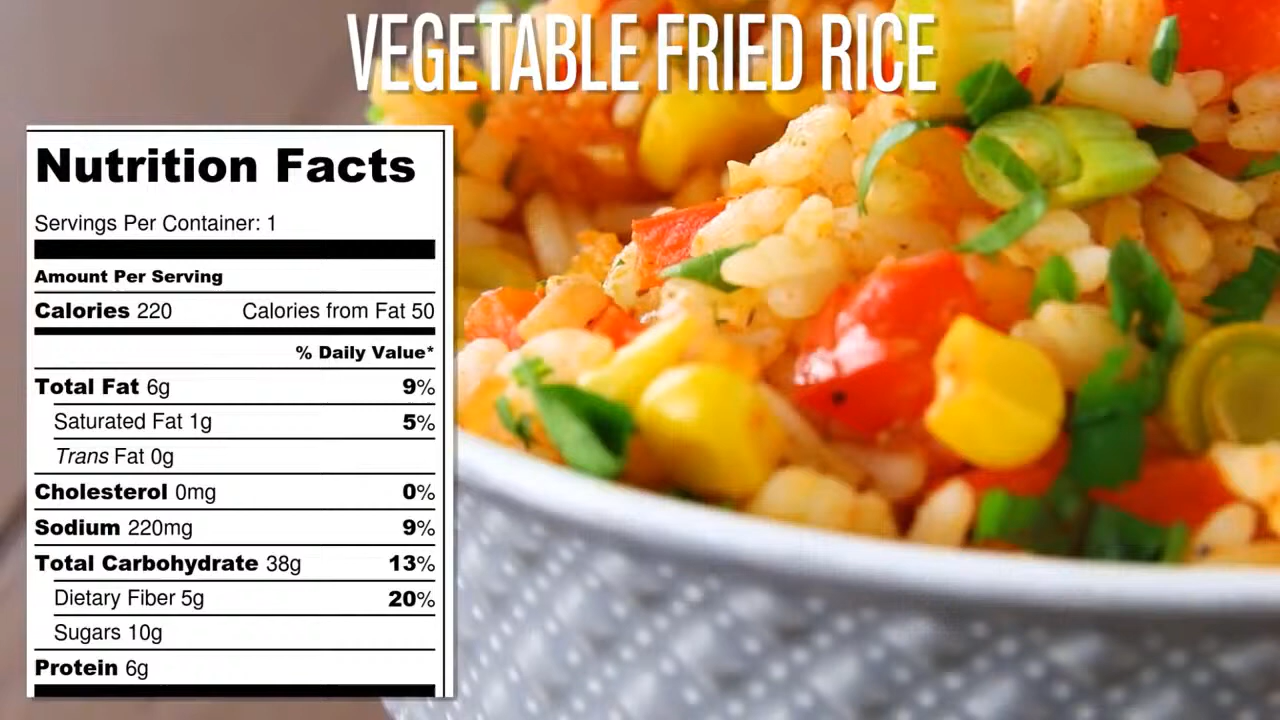 VEGETABLE FRIED RICE
Nutrition Facts
Servings Per Container: 1
Amount Per Serving
Calories 220 Calories from Fat 50
% Daily Value*
Total Fat 6g 9%
Saturated Fat 1g 5%
Trans Fat 0g
Cholesterol 0mg 0%
Sodium 220mg 9%
Total Carbohydrate 38g 13%
Dietary Fiber 5g 20%
Sugars 10g
Protein 6g